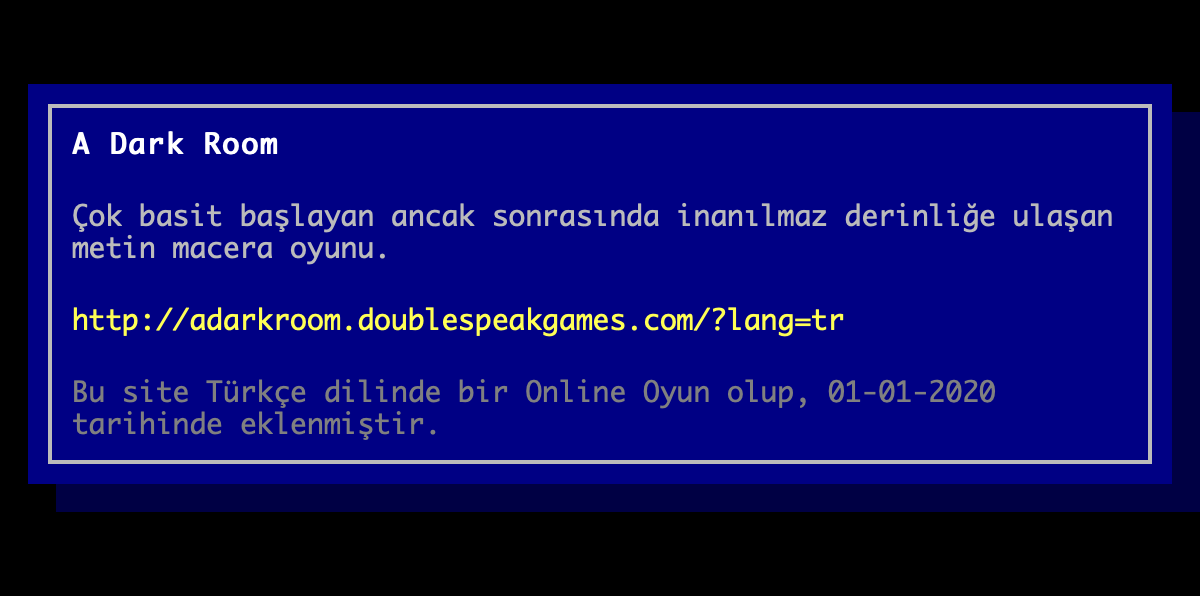 A Dark Room
Çok basit başlayan ancak sonrasında inanılmaz derinliğe ulaşan
metin macera oyunu.
http://adarkroom.doublespeakgames.com/?lang=tr
Bu site Türkçe dilinde bir Online Oyun olup, 01-01-2020
tarihinde eklenmiştir.